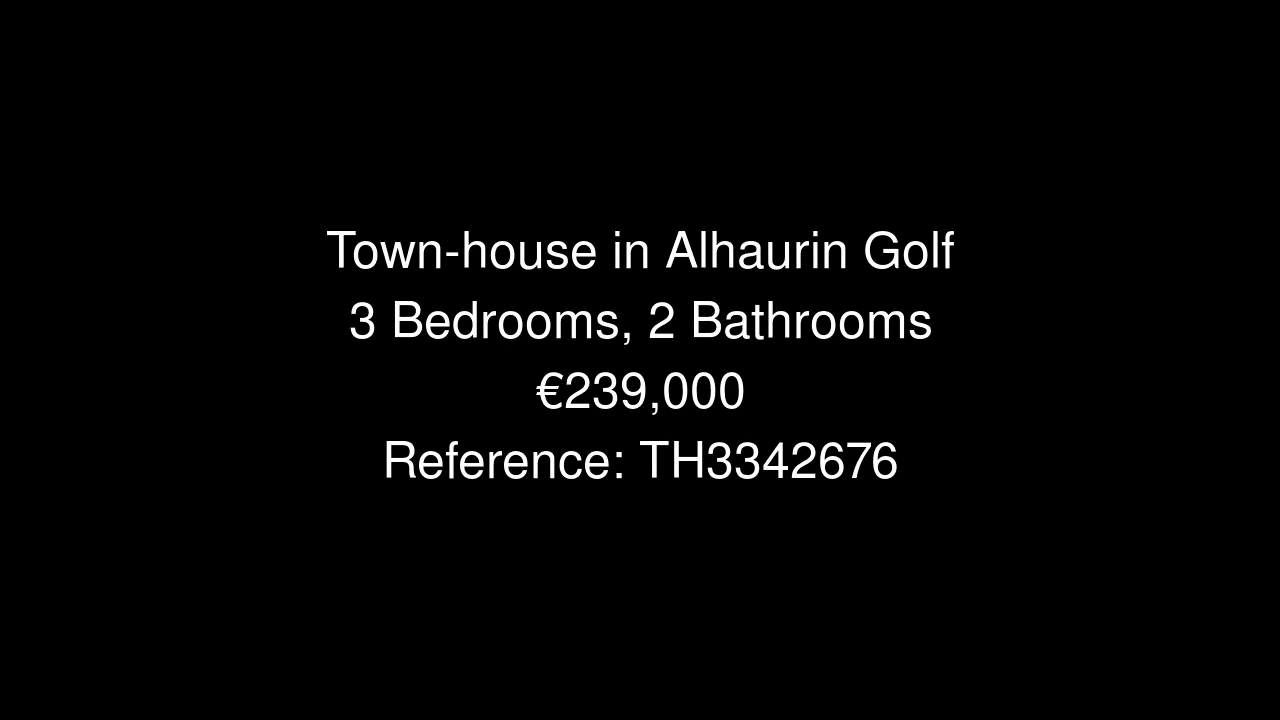 Town-house in Alhaurin Golf
3 Bedrooms, 2 Bathrooms
€239,000
Reference: TH3342676